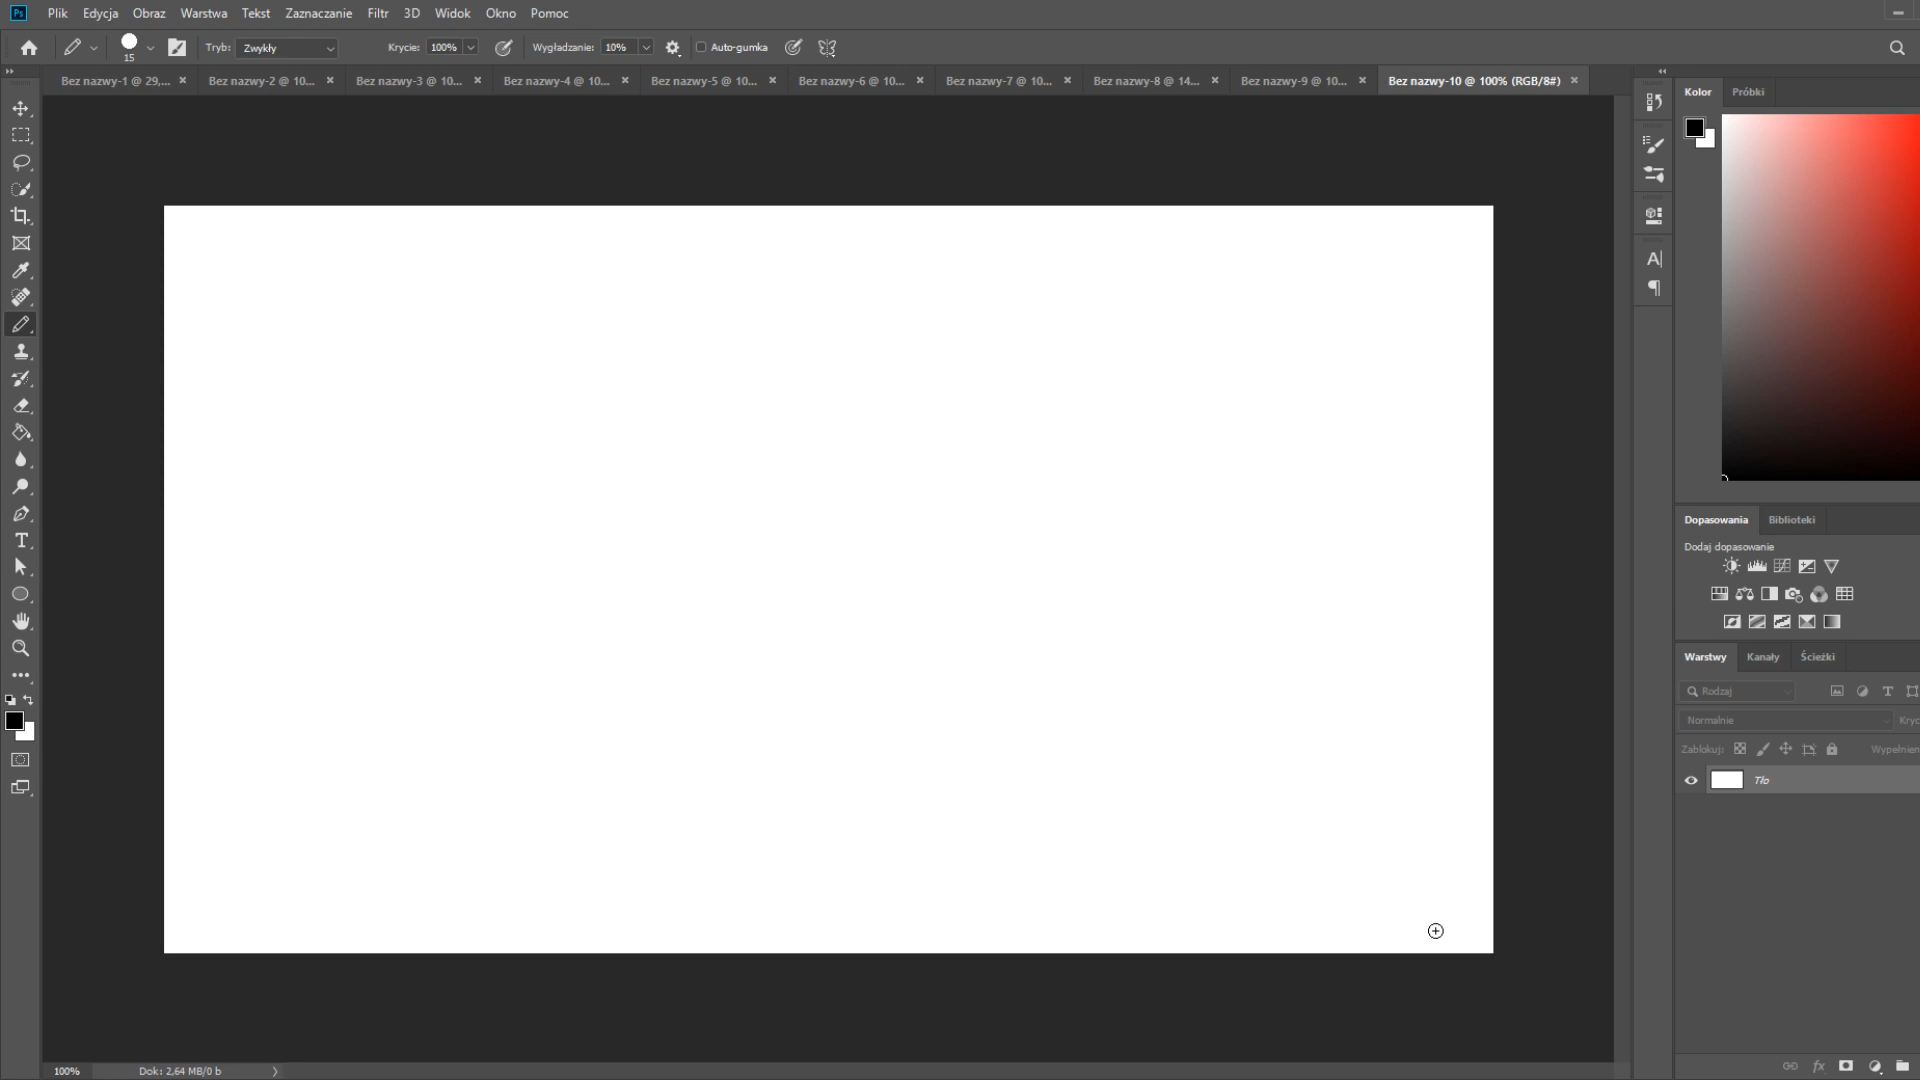 Ps Plik Edycja Obraz Warstwa Tekst Zaznaczanie Filtr 3D Widok Okno Pomoc
15 Tryb: Zwykły Krycie: 100% Wygładzanie: 10% Auto-gumka
Bez nazwy-1 @ 29,... Bez nazwy-2 @ 10... Bez nazwy-3 @ 10... Bez nazwy-4 @ 10... Bez nazwy-5 @ 10... Bez nazwy-6 @ 10... Bez nazwy-7 @ 10... Bez nazwy-8 @ 14... Bez nazwy-9 @ 10... Bez nazwy-10 @ 100% (RGB/8#)
Kolor Próbki
Dopasowania Biblioteki
Dodaj dopasowanie
Warstwy Kanały Ścieżki
Rodzaj
Normalnie Kryc
Zablokuj: Wypełnien
Tło
fx
100% Dok: 2,64 MB/0 b